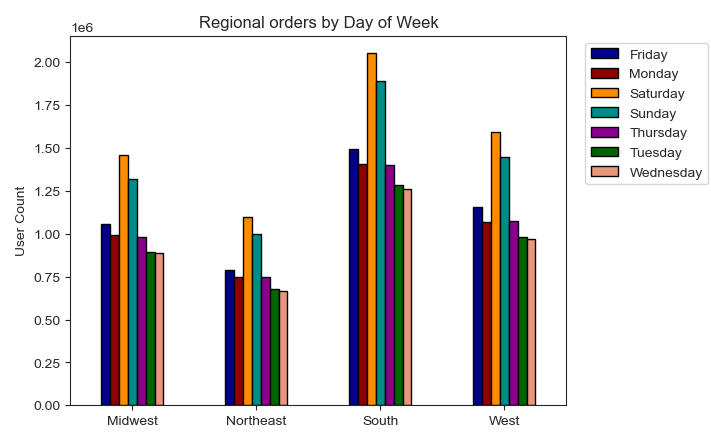 Regional orders by Day of Week
1e6
2.00
1.75
1.50
1.25
1.00
0.75
0.50
0.25
0.00
User Count
Midwest
Northeast
South
West
Friday
Monday
Saturday
Sunday
Thursday
Tuesday
Wednesday